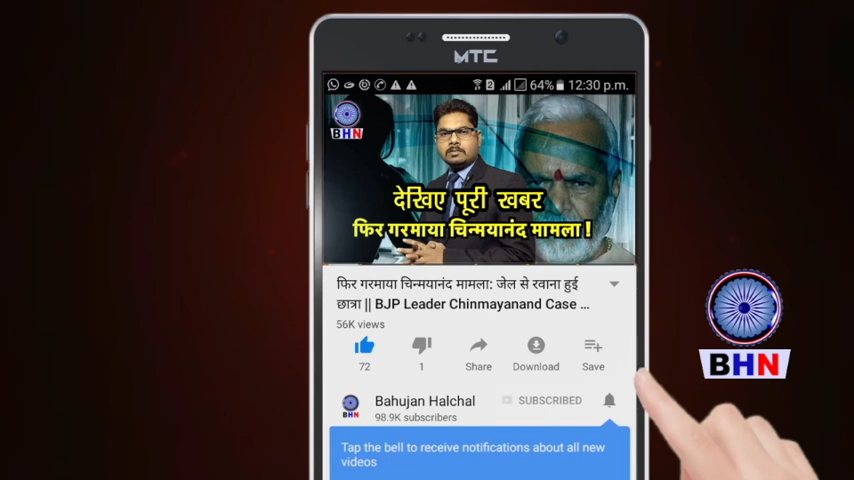 MTC
64% 12:30 p.m.
BHN
देखिए पूरी खबर
फिर गरमाया चिन्मयानंद मामला !
फिर गरमाया चिन्मयानंद मामला: जेल से रवाना हुई
छात्रा || BJP Leader Chinmayanand Case ...
56K views
72
1
Share
Download
Save
BHN
Bahujan Halchal
SUBSCRIBED
98.9K subscribers
Tap the bell to receive notifications about all new
videos
BHN